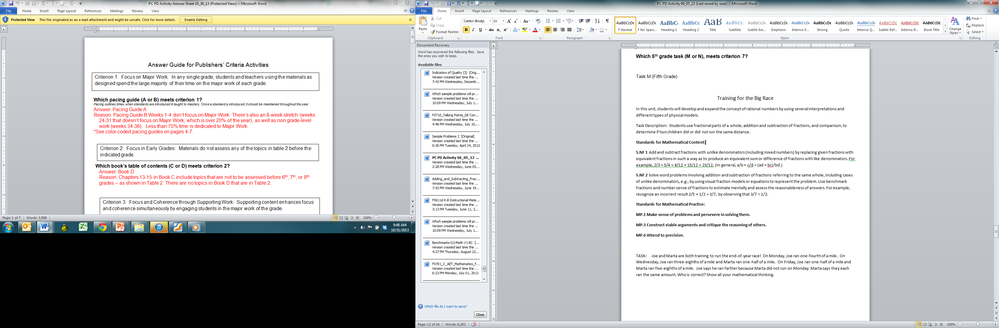 PC PD Activity Answer Sheet 10_30_13 (Protected View) - Microsoft Word
File Home Insert Page Layout References Mailings Review View
Protected View This file originated as an e-mail attachment and might be unsafe. Click for more details. Enable Editing
Answer Guide for Publishers' Criteria Activities
Criterion 1: Focus on Major Work: In any single grade, students and teachers using the materials as
designed spend the large majority of their time on the major work of each grade.
Which pacing guide (A or B) meets criterion 1?
Pacing outlines times when standards are introduced & taught to mastery. Once a standard is introduced, it should be maintained throughout the year.
Answer: Pacing Guide A
Reason: Pacing Guide B Weeks 1-4 don't focus on Major Work. There's also an 8-week stretch (weeks
24-31 that doesn't focus on Major Work, which is over 20% of the year), as well as non grade-level
work (weeks 34-36). Less than 75% time is dedicated to Major Work.
*See color-coded pacing guides on pages 4-7.
Criterion 2: Focus in Early Grades: Materials do not assess any of the topics in table 2 before the
indicated grade.
Which book's table of contents (C or D) meets criterion 2?
Answer: Book D
Reason: Chapters 13-15 in Book C include topics that are not to be assessed before 6th, 7th, or 8th
grades – as shown in Table 2. There are no topics in Book D that are in Table 2.
Criterion 3: Focus and Coherence through Supporting Work: Supporting content enhances focus
and coherence simultaneously by engaging students in the major work of the grade.
Page: 1 of 7 Words: 3,908 100%
9:48 AM
10/31/2013
PC PD Activity 06_05_13 (Last saved by user) - Microsoft Word
File Home Insert Page Layout References Mailings Review View
Cut
Copy
Paste
Format Painter
Clipboard
Calibri (Body) 11
Font
Paragraph
AaBbCcDc AaBbCcDc AaBbC AaBbCc AaB AaBbCc. AaBbCcDc AaBbCcDc AaBbCcDc AaBbCcDc AaBbCcDc AaBbCcDc AABBCCDC AABBCCDC AaBbCcDc
¶ Normal ¶ No Spaci... Heading 1 Heading 2 Title Subtitle Subtle Em... Emphasis Intense E... Strong Quote Intense Q... Subtle Ref... Intense R... Book Title
Styles
Change
Styles
Find
Replace
Select
Editing
Document Recovery
Word has recovered the following files. Save
the ones you wish to keep.
Available files
Indicators of Quality (3) [Orig...
Version created last time the ...
7:42 PM Wednesday, Decemb...
Which sample problems will pr...
Version created last time the ...
10:09 PM Wednesday, July 1...
F0710_Talking Points_GE Con...
Version created last time the ...
4:48 PM Wednesday, July 10,...
Sample Problems 2 [Original]
Version created last time the ...
6:26 PM Tuesday, April 24, 2012
PC PD Activity 06_05_13 ...
Version created last time the ...
2:28 PM Wednesday, June 05...
Adding_and_Subtracting_Frac...
Version created last time the ...
7:42 PM Wednesday, June 19...
F0611d K-8 Instructional Mate...
Version created last time the ...
3:13 PM Tuesday, June 11, 2...
Which sample problems will pr...
Version created last time the ...
10:09 PM Wednesday, July 1...
Benchmarks-G3-Math V1 BC [...
Version created last time the ...
4:27 PM Thursday, August 22...
F0701_C_AET_Mathematics_f...
Version created last time the ...
6:23 PM Monday, July 01, 2013
Which file do I want to save?
Close
Which 5th grade task (M or N), meets criterion 7?
Task M (Fifth Grade)
Training for the Big Race
In this unit, students will develop and expand the concept of rational numbers by using several interpretations and
different types of physical models.
Task Description: Students use fractional parts of a whole, addition and subtraction of fractions, and comparison, to
determine if two children did or did not run the same distance.
Standards for Mathematical Content:
5.NF 1 Add and subtract fractions with unlike denominators (including mixed numbers) by replacing given fractions with
equivalent fractions in such a way as to produce an equivalent sum or difference of fractions with like denominators. For
example, 2/3 + 5/4 = 8/12 + 15/12 = 23/12. (In general, a/b + c/d = (ad + bc)/bd.)
5.NF 2 Solve word problems involving addition and subtraction of fractions referring to the same whole, including cases
of unlike denominators, e.g., by using visual fraction models or equations to represent the problem. Use benchmark
fractions and number sense of fractions to estimate mentally and assess the reasonableness of answers. For example,
recognize an incorrect result 2/5 + 1/2 = 3/7, by observing that 3/7 < 1/2.
Standards for Mathematical Practice:
MP.1 Make sense of problems and persevere in solving them.
MP.3 Construct viable arguments and critique the reasoning of others.
MP.6 Attend to precision.
TASK: Joe and Marta are both training to run the end-of-year race! On Monday, Joe ran one-fourth of a mile. On
Wednesday, Joe ran three-eighths of a mile and Marta ran one-half of a mile. On Friday, Joe ran one-half of a mile and
Marta ran five-eighths of a mile. Joe says he ran farther because Marta did not run on Monday. Marta says they each
ran the same amount. Who is correct? Show all your mathematical thinking.
Page: 12 of 16 Words: 6,302 100%